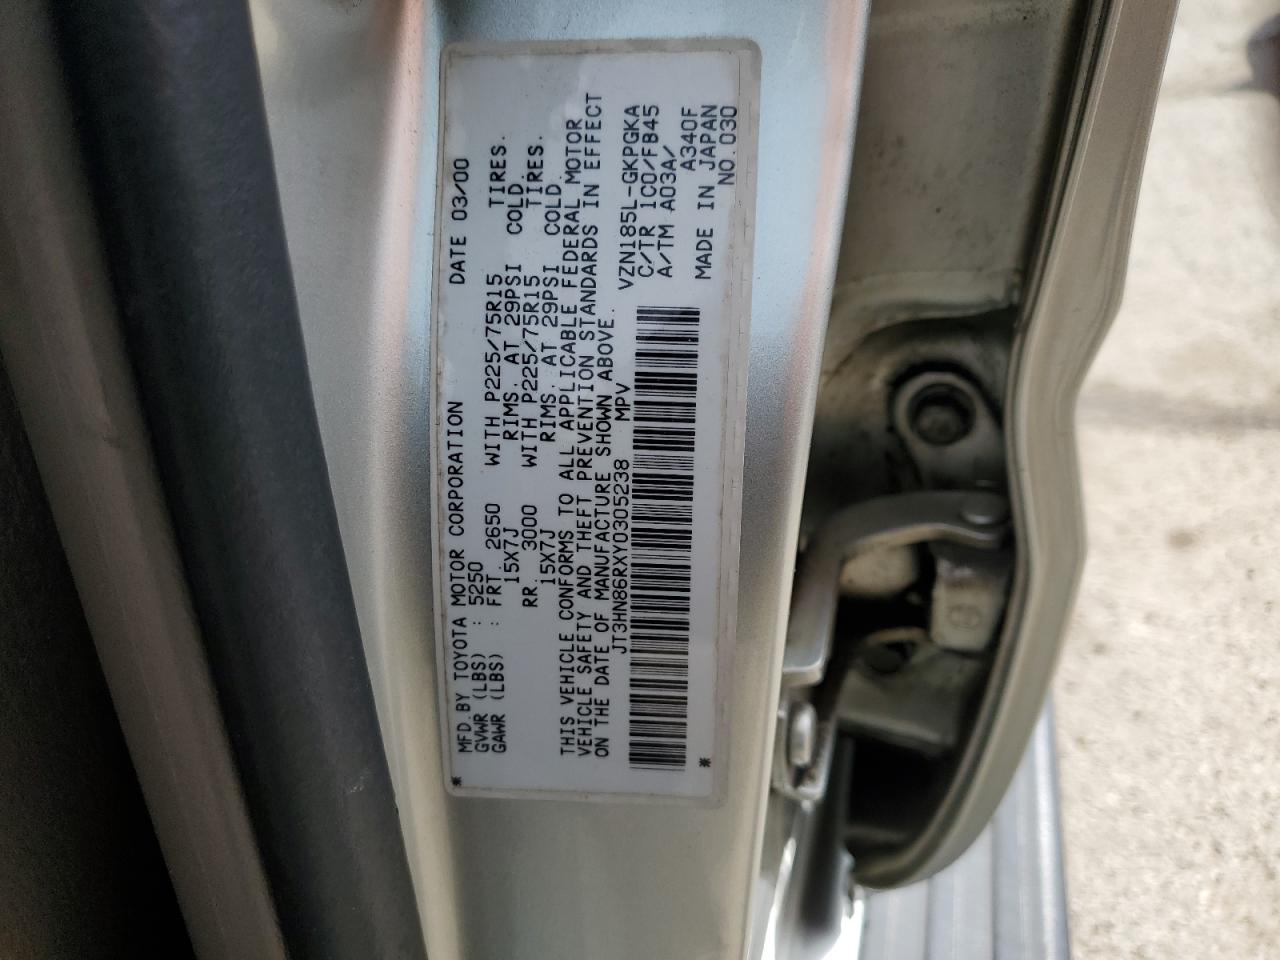 MFD. BY TOYOTA MOTOR CORPORATION DATE 03/00
GVWR (LBS) : 5250
GAWR (LBS) : FRT. 2650 WITH P225/75R15 TIRES.
15X7J RIMS. AT 29PSI COLD
RR. 3000 WITH P225/75R15 TIRES.
15X7J RIMS. AT 29PSI COLD
THIS VEHICLE CONFORMS TO ALL APPLICABLE FEDERAL MOTOR
VEHICLE SAFETY AND THEFT PREVENTION STANDARDS IN EFFECT
ON THE DATE OF MANUFACTURE SHOWN ABOVE.
JT3HN86RXY0305238 MPV
VZN185L-GKPGKA
C/TR 1C0/FB45
A/TM A03A/
A340F
MADE IN JAPAN
NO.030